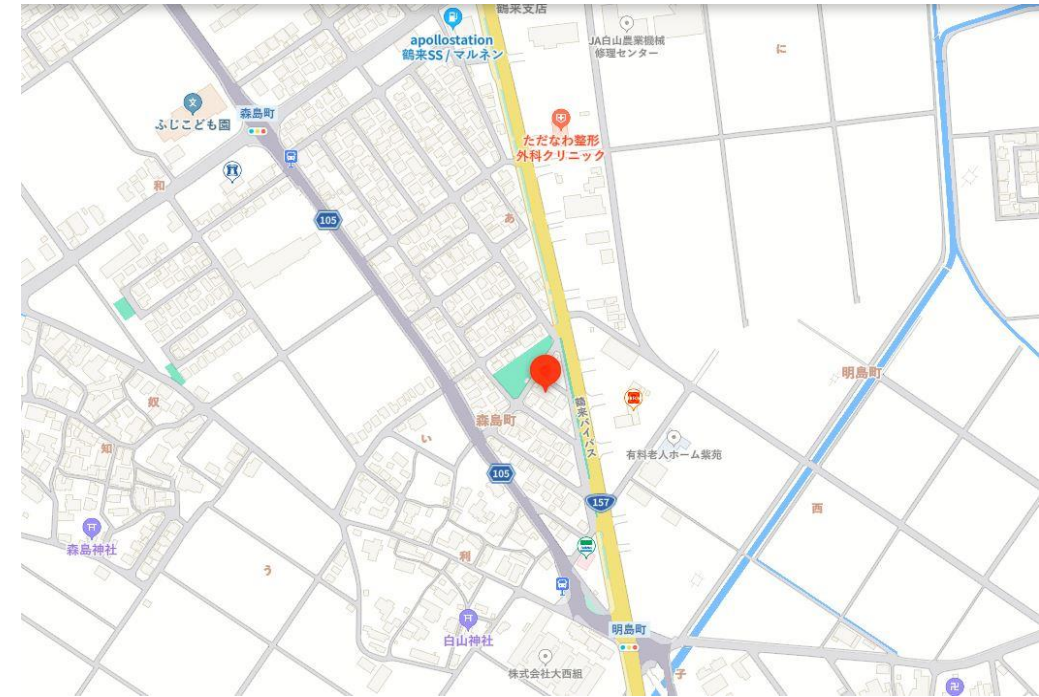 鶴来支店
apollostation
鶴来SS / マルネン
JA白山農業機械
修理センター
に
ふじこども園
森島町
ただなわ整形
外科クリニック
和
105
あ
明島町
奴
森島町
い
鶴来バイパス
知
有料老人ホーム紫苑
105
157
西
森島神社
う
利
白山神社
明島町
株式会社大西組
子